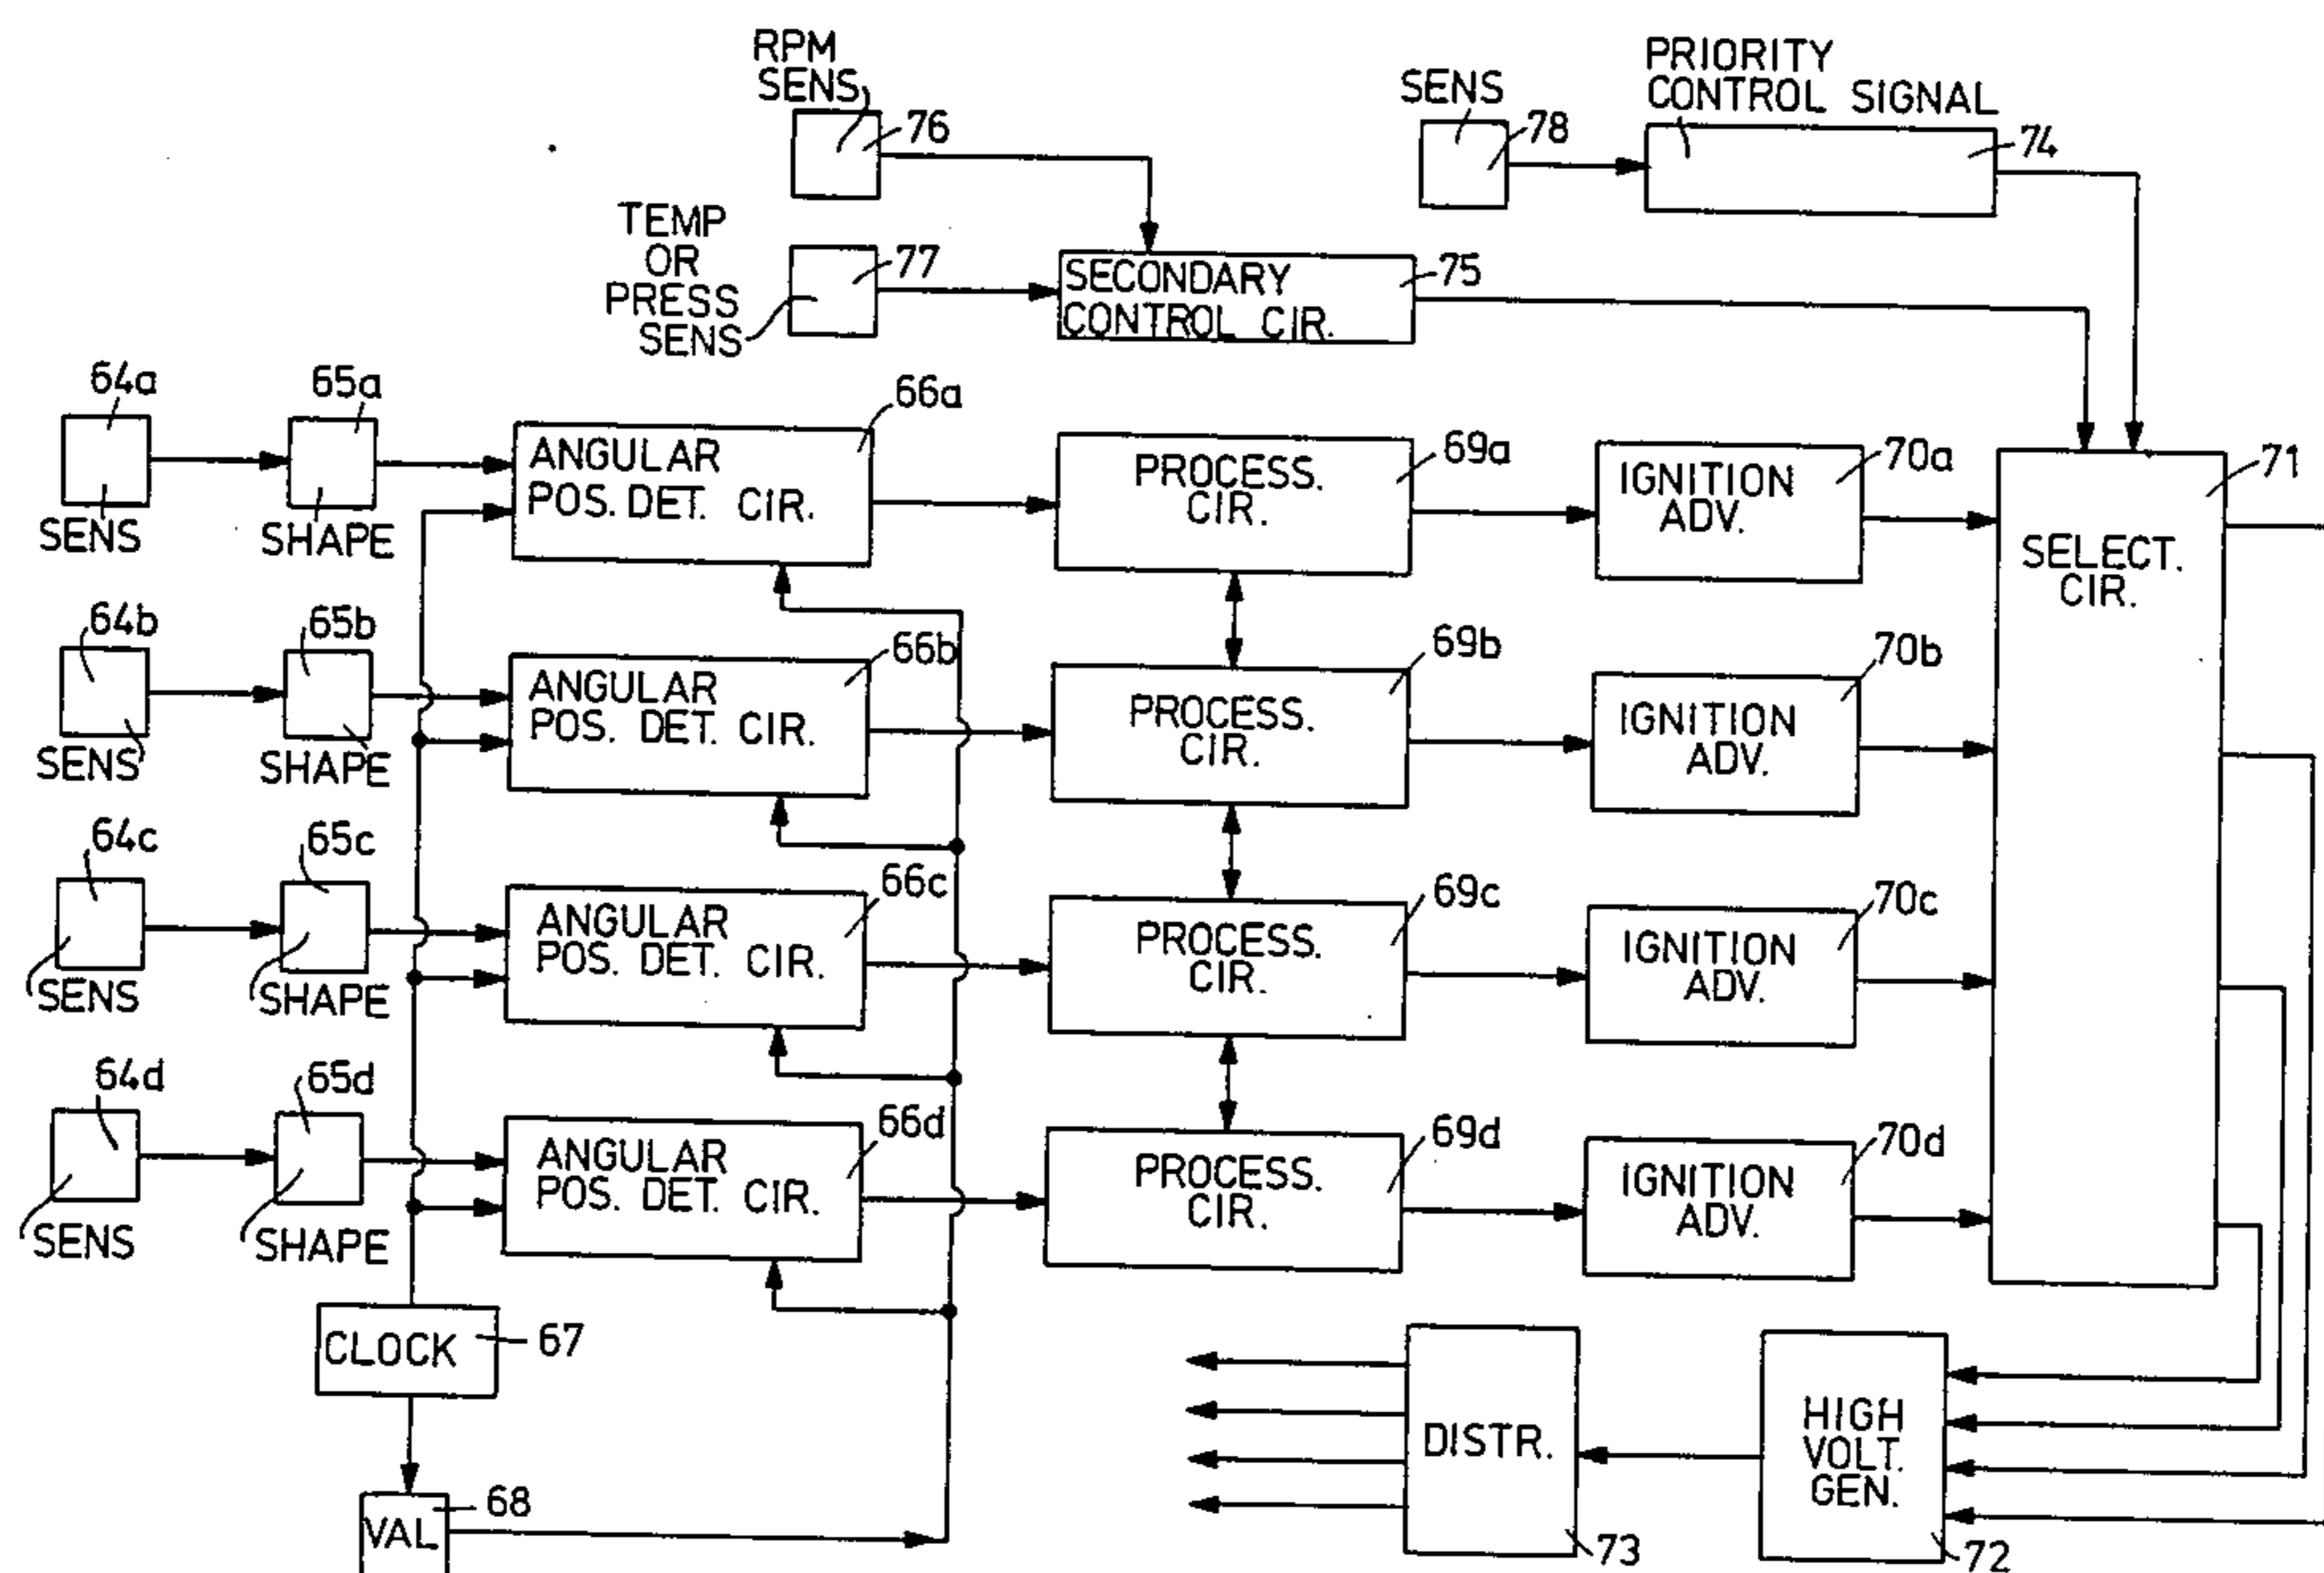 RPM
SENS
76
SENS
78
PRIORITY
CONTROL SIGNAL
74
TEMP
OR
PRESS
SENS
77
SECONDARY
CONTROL CIR.
75
64a
SENS
65a
SHAPE
66a
ANGULAR
POS. DET. CIR.
69a
PROCESS.
CIR.
70a
IGNITION
ADV.
71
SELECT.
CIR.
64b
SENS
65b
SHAPE
66b
ANGULAR
POS. DET. CIR.
69b
PROCESS.
CIR.
70b
IGNITION
ADV.
64c
SENS
65c
SHAPE
66c
ANGULAR
POS. DET. CIR.
69c
PROCESS.
CIR.
70c
IGNITION
ADV.
64d
SENS
65d
SHAPE
66d
ANGULAR
POS. DET. CIR.
69d
PROCESS.
CIR.
70d
IGNITION
ADV.
CLOCK
67
VAL
68
DISTR.
73
HIGH
VOLT.
GEN.
72